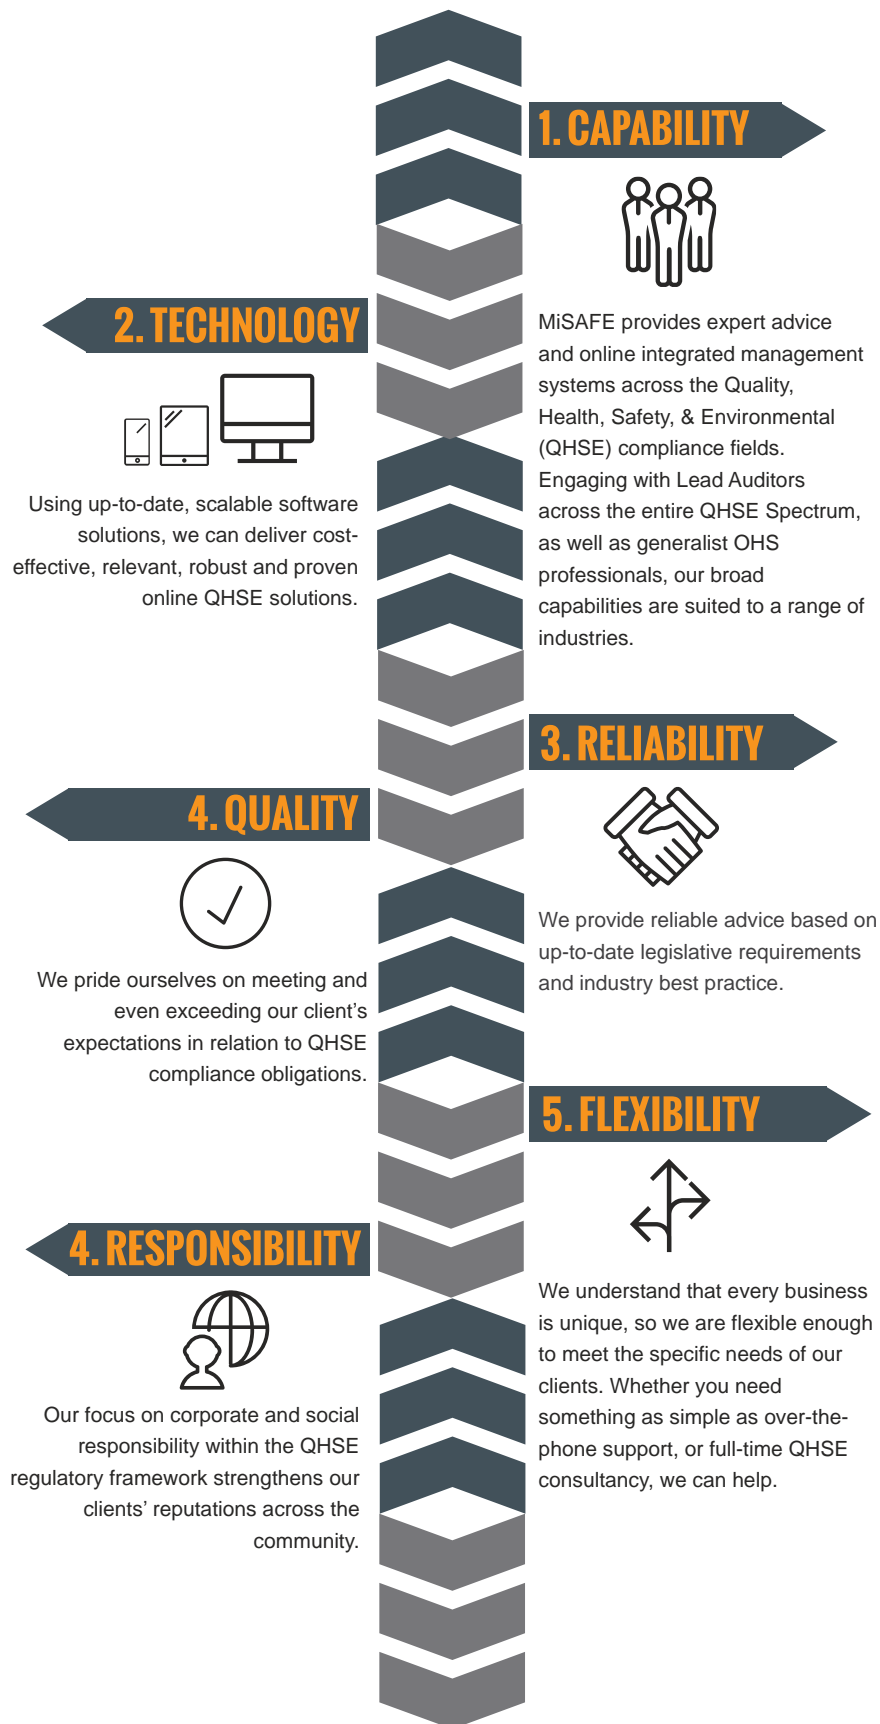 1. CAPABILITY
MiSAFE provides expert advice
and online integrated management
systems across the Quality,
Health, Safety, & Environmental
(QHSE) compliance fields.
Engaging with Lead Auditors
across the entire QHSE Spectrum,
as well as generalist OHS
professionals, our broad
capabilities are suited to a range of
industries.
2. TECHNOLOGY
Using up-to-date, scalable software
solutions, we can deliver cost-
effective, relevant, robust and proven
online QHSE solutions.
3. RELIABILITY
We provide reliable advice based on
up-to-date legislative requirements
and industry best practice.
4. QUALITY
We pride ourselves on meeting and
even exceeding our client’s
expectations in relation to QHSE
compliance obligations.
5. FLEXIBILITY
We understand that every business
is unique, so we are flexible enough
to meet the specific needs of our
clients. Whether you need
something as simple as over-the-
phone support, or full-time QHSE
consultancy, we can help.
4. RESPONSIBILITY
Our focus on corporate and social
responsibility within the QHSE
regulatory framework strengthens our
clients’ reputations across the
community.